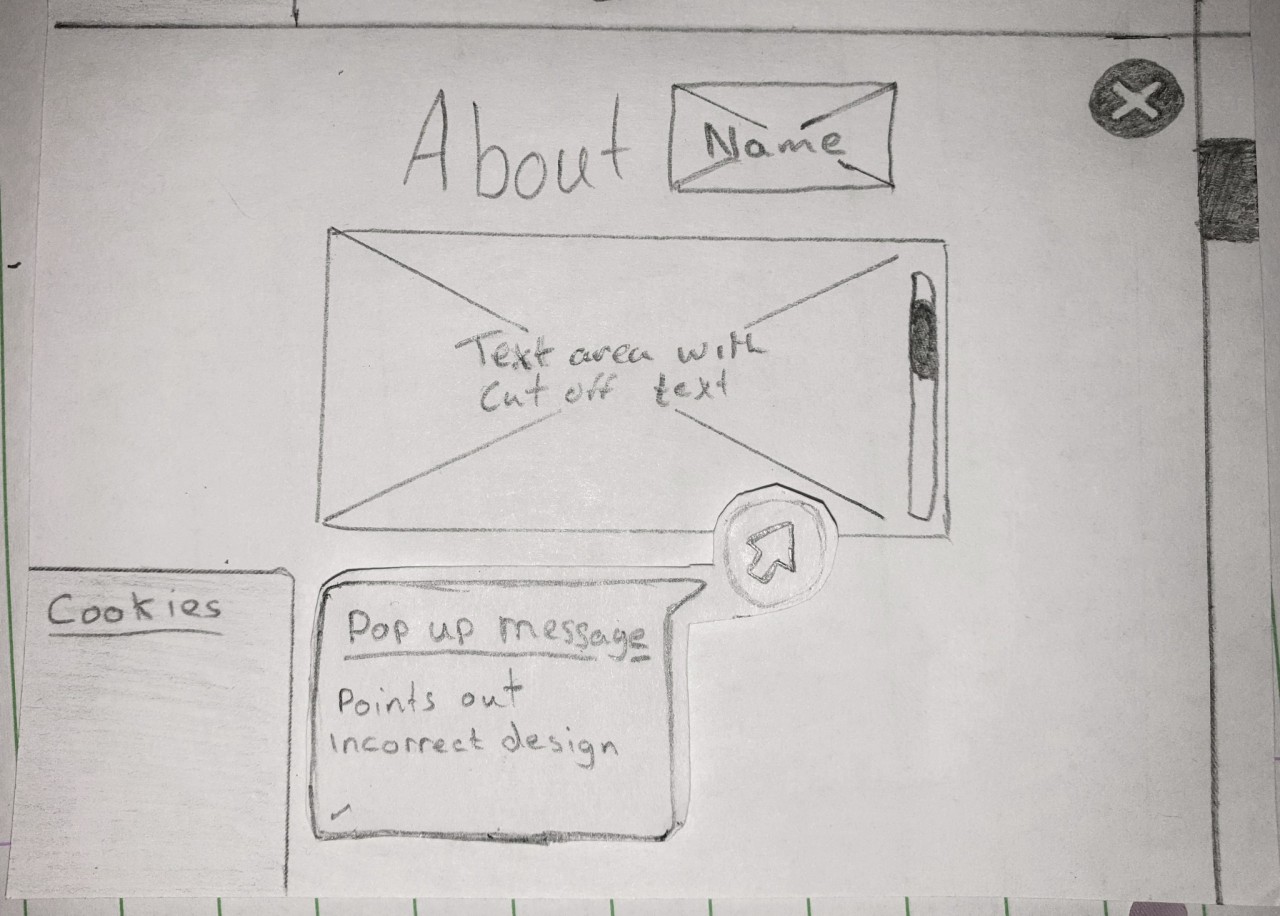 About Name
Text area with
Cut off text
Cookies
Pop up message
Points out
incorrect design